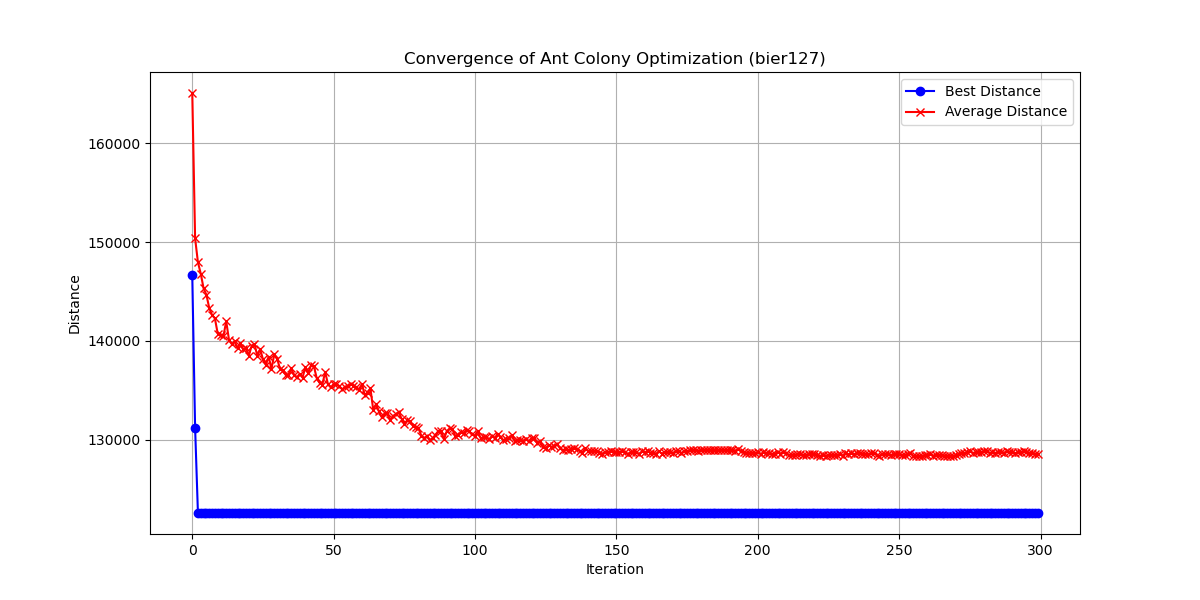 Convergence of Ant Colony Optimization (bier127)
Best Distance
Average Distance
160000
150000
140000
130000
Distance
0 50 100 150 200 250 300
Iteration